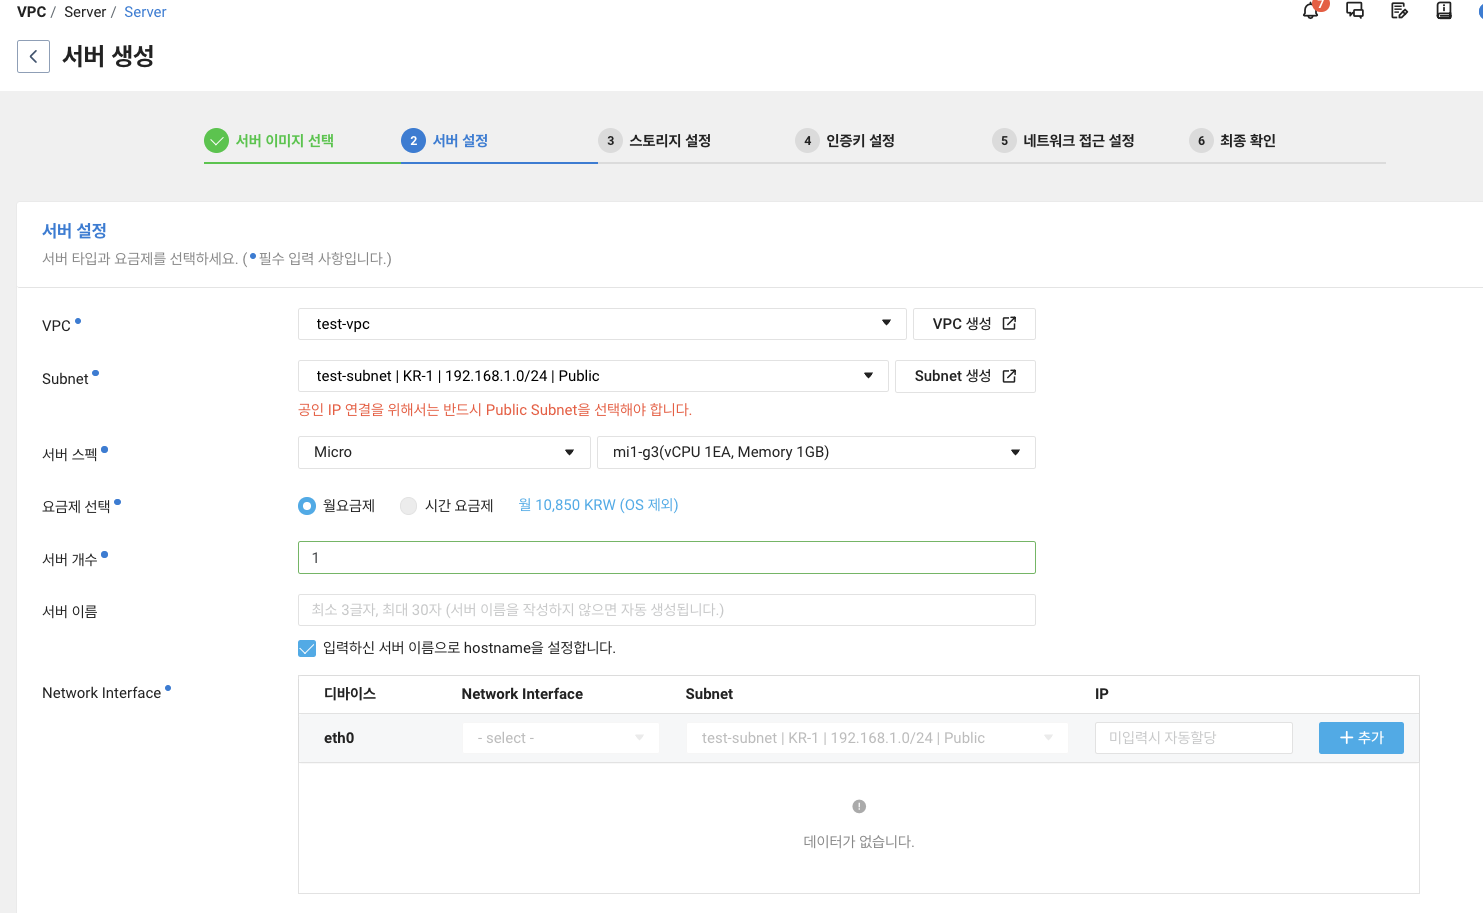 VPC / Server / Server
7
서버 생성
서버 이미지 선택
2 서버 설정
3 스토리지 설정
4 인증키 설정
5 네트워크 접근 설정
6 최종 확인
서버 설정
서버 타입과 요금제를 선택하세요. (•필수 입력 사항입니다.)
VPC•
test-vpc
VPC 생성
Subnet•
test-subnet | KR-1 | 192.168.1.0/24 | Public
Subnet 생성
공인 IP 연결을 위해서는 반드시 Public Subnet을 선택해야 합니다.
서버 스펙•
Micro
mi1-g3(vCPU 1EA, Memory 1GB)
요금제 선택•
월요금제
시간 요금제
월 10,850 KRW (OS 제외)
서버 개수•
1
서버 이름
최소 3글자, 최대 30자 (서버 이름을 작성하지 않으면 자동 생성됩니다.)
입력하신 서버 이름으로 hostname을 설정합니다.
Network Interface•
디바이스
Network Interface
Subnet
IP
eth0
- select -
test-subnet | KR-1 | 192.168.1.0/24 | Public
미입력시 자동할당
+ 추가
데이터가 없습니다.